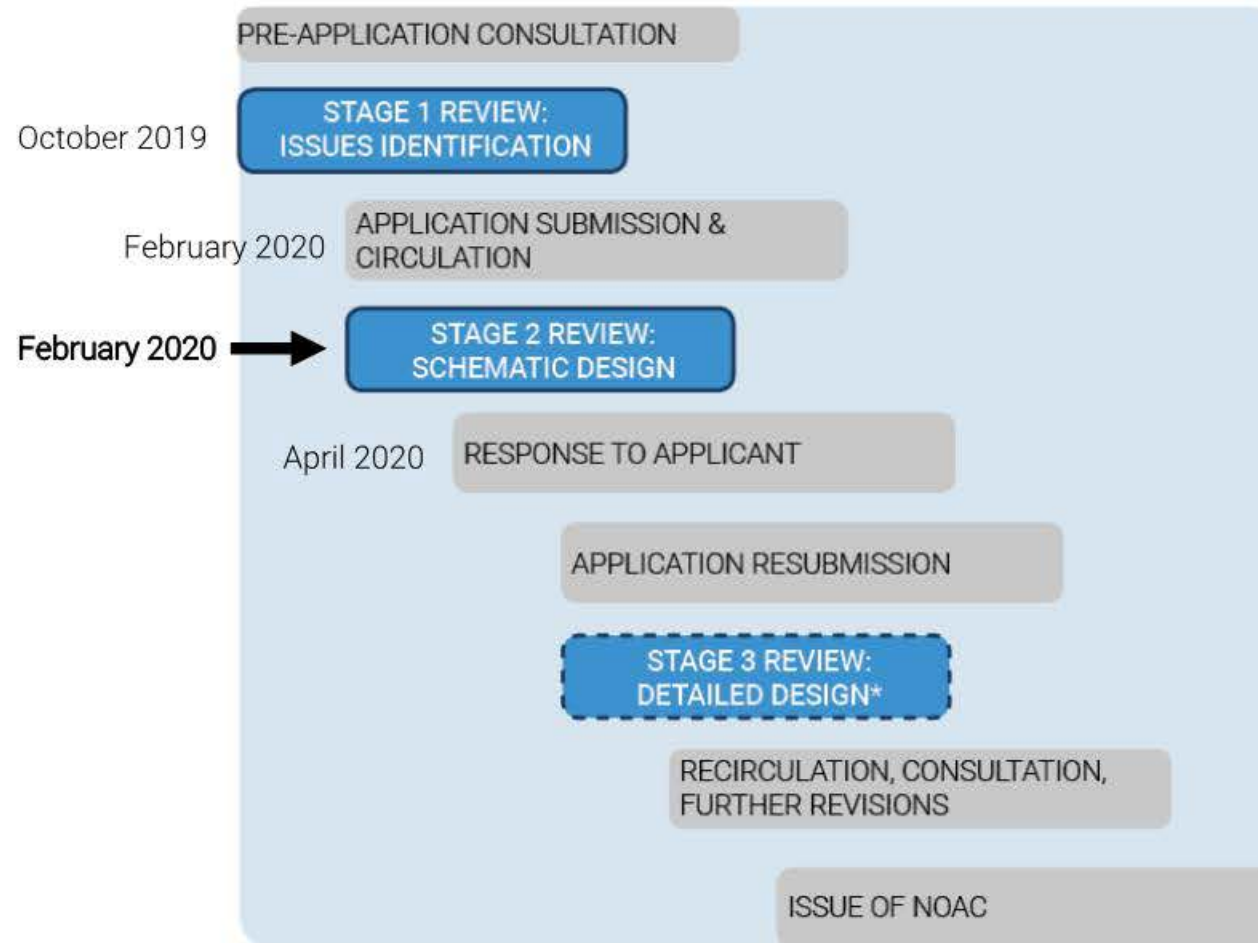 PRE-APPLICATION CONSULTATION
October 2019
STAGE 1 REVIEW:
ISSUES IDENTIFICATION
February 2020
APPLICATION SUBMISSION &
CIRCULATION
February 2020
STAGE 2 REVIEW:
SCHEMATIC DESIGN
April 2020
RESPONSE TO APPLICANT
APPLICATION RESUBMISSION
STAGE 3 REVIEW:
DETAILED DESIGN*
RECIRCULATION, CONSULTATION,
FURTHER REVISIONS
ISSUE OF NOAC